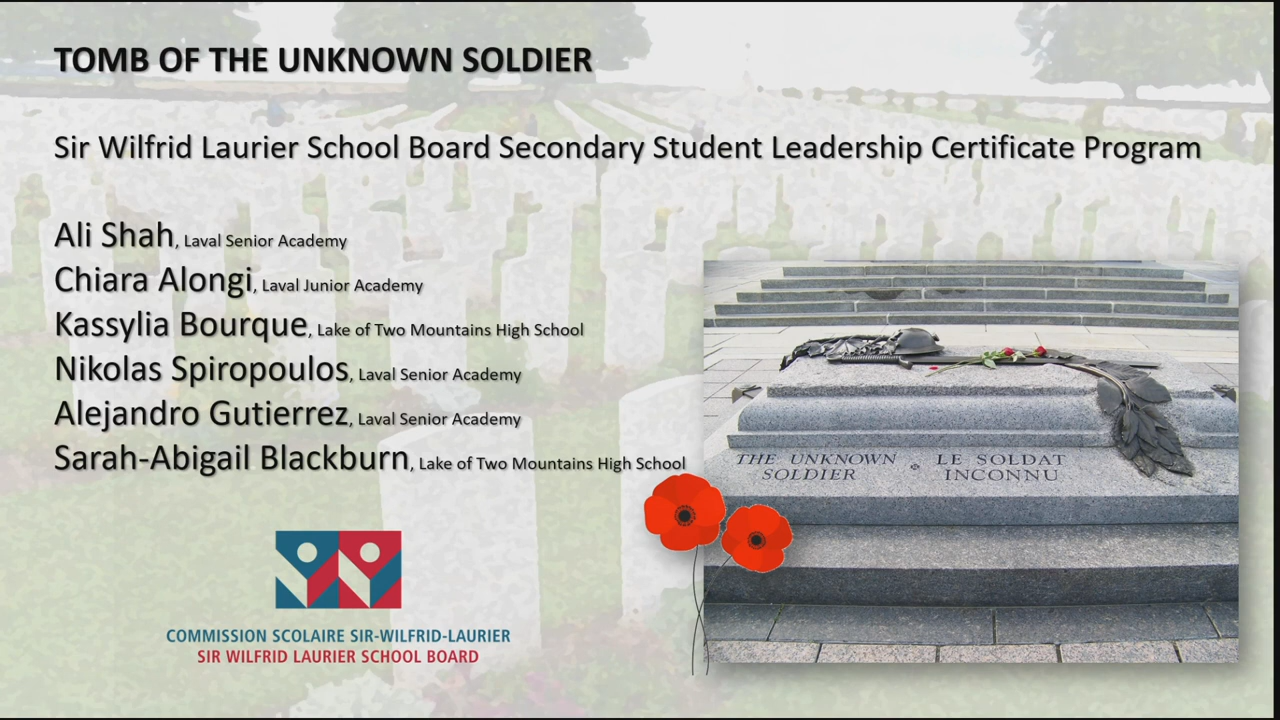 TOMB OF THE UNKNOWN SOLDIER
Sir Wilfrid Laurier School Board Secondary Student Leadership Certificate Program
Ali Shah, Laval Senior Academy
Chiara Alongi, Laval Junior Academy
Kassylia Bourque, Lake of Two Mountains High School
Nikolas Spiropoulos, Laval Senior Academy
Alejandro Gutierrez, Laval Senior Academy
Sarah-Abigail Blackburn, Lake of Two Mountains High School
THE UNKNOWN
SOLDIER
LE SOLDAT
INCONNU
COMMISSION SCOLAIRE SIR-WILFRID-LAURIER
SIR WILFRID LAURIER SCHOOL BOARD